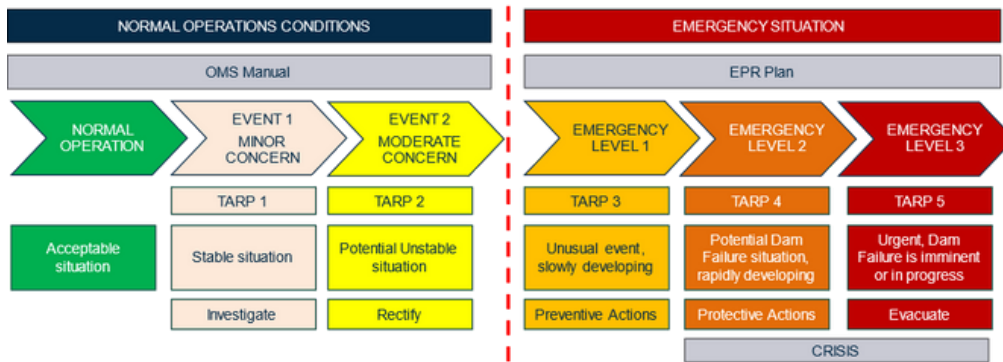 NORMAL OPERATIONS CONDITIONS
EMERGENCY SITUATION
OMS Manual
EPR Plan
NORMAL
OPERATION
EVENT 1
MINOR
CONCERN
EVENT 2
MODERATE
CONCERN
EMERGENCY
LEVEL 1
EMERGENCY
LEVEL 2
EMERGENCY
LEVEL 3
TARP 1
TARP 2
TARP 3
TARP 4
TARP 5
Acceptable
situation
Stable situation
Potential Unstable
situation
Unusual event,
slowly developing
Potential Dam
Failure situation,
rapidly developing
Urgent, Dam
Failure is imminent
or in progress
Investigate
Rectify
Preventive Actions
Protective Actions
Evacuate
CRISIS